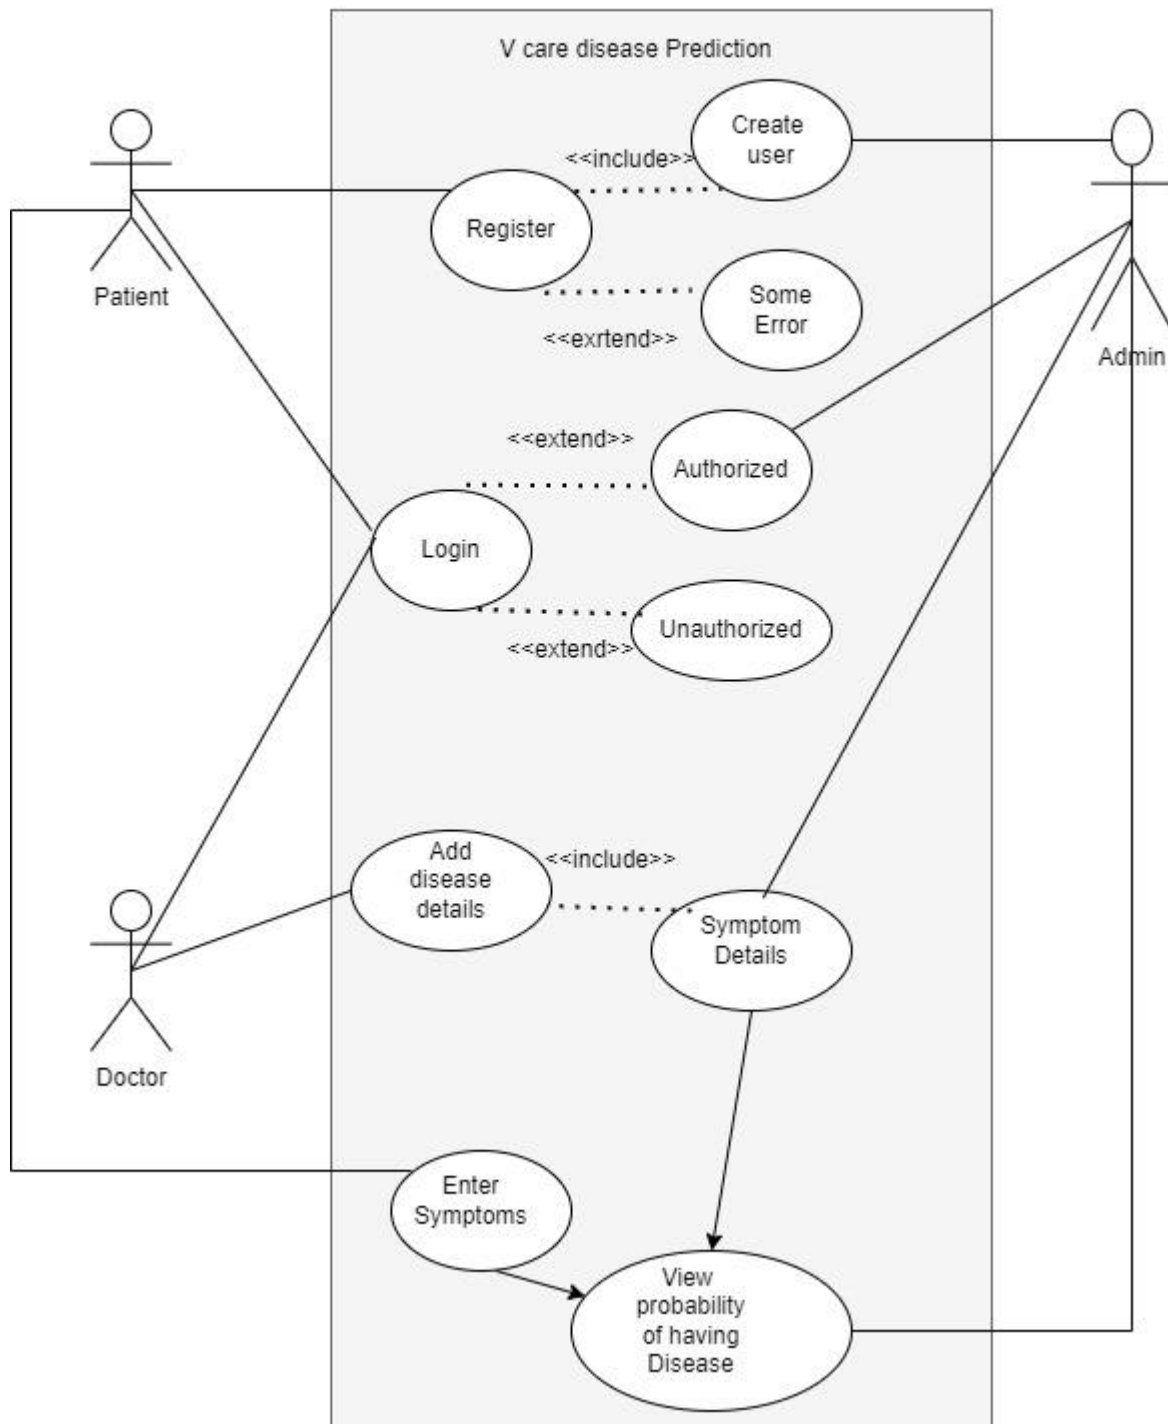 V care disease Prediction
Create
user
<<include>>
Register
Patient
Some
Error
<<exrtend>>
Admin
<<extend>>
Authorized
Login
Unauthorized
<<extend>>
Add
disease
details
<<include>>
Symptom
Details
Doctor
Enter
Symptoms
View
probability
of having
Disease